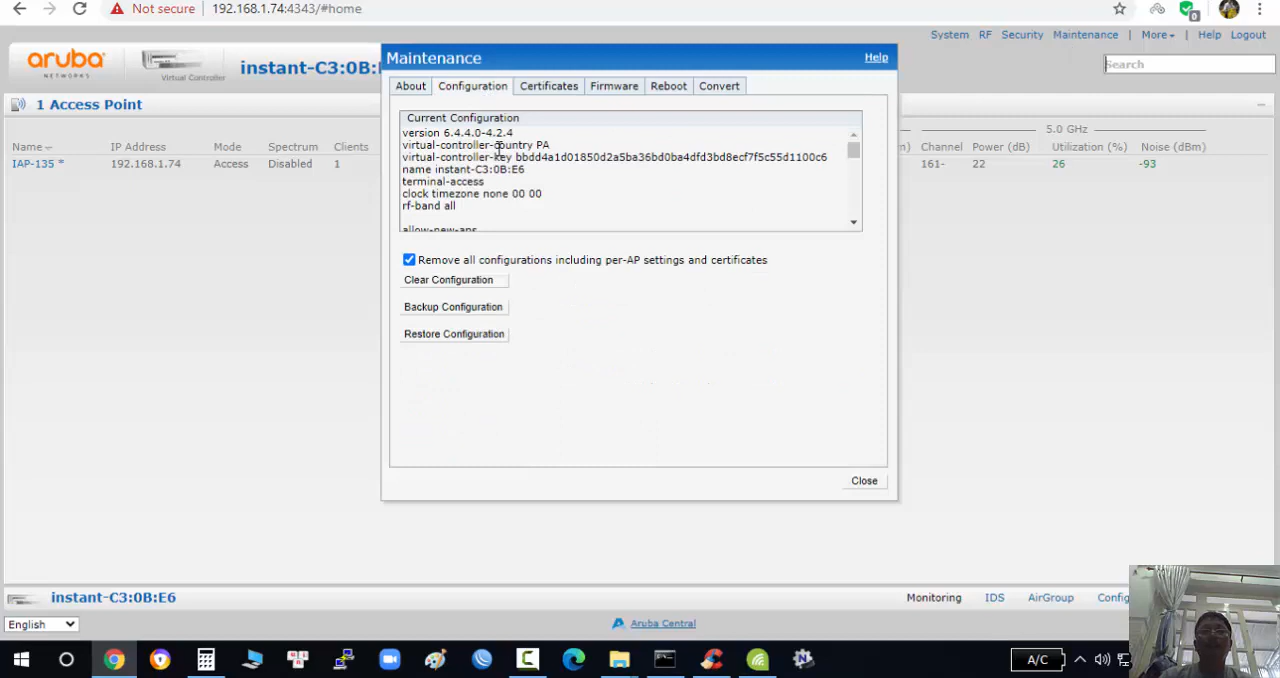 Not secure 192.168.1.74:4343/#home
0
System RF Security Maintenance More Help Logout
aruba
NETWORKS
Virtual Controller
Search
1 Access Point
Name IP Address Mode Spectrum Clients
IAP-135 * 192.168.1.74 Access Disabled 1
5.0 GHz
Channel Power (dB) Utilization (%) Noise (dBm)
161- 22 26 -93
Maintenance Help
About Configuration Certificates Firmware Reboot Convert
Current Configuration
version 6.4.4.0-4.2.4
virtual-controller-country PA
virtual-controller-key bbdd4a1d01850d2a5ba36bd0ba4dfd3bd8ecf7f5c55d1100c6
name instant-C3:0B:E6
terminal-access
clock timezone none 00 00
rf-band all
allow-new-aps
Remove all configurations including per-AP settings and certificates
Clear Configuration
Backup Configuration
Restore Configuration
Close
instant-C3:0B:E6
Monitoring IDS AirGroup
English
Aruba Central
A/C